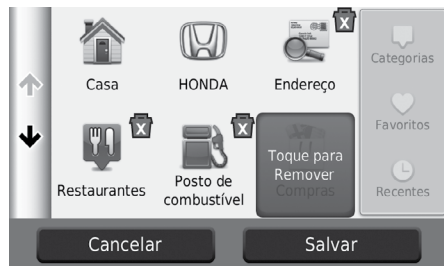 Casa
HONDA
Endereço
Categorias
Restaurantes
Posto de
combustível
Toque para
Remover
Compras
Favoritos
Recentes
Cancelar
Salvar